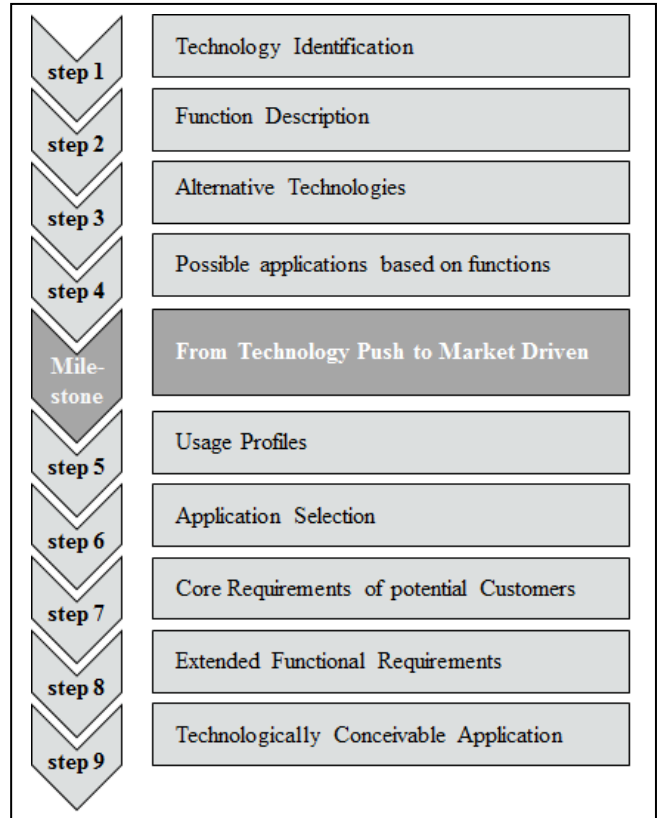 step 1
Technology Identification
step 2
Function Description
step 3
Alternative Technologies
step 4
Possible applications based on functions
Mile-
stone
From Technology Push to Market Driven
step 5
Usage Profiles
step 6
Application Selection
step 7
Core Requirements of potential Customers
step 8
Extended Functional Requirements
step 9
Technologically Conceivable Application